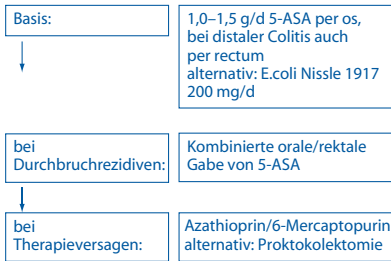 Basis:
1,0–1,5 g/d 5-ASA per os,
bei distaler Colitis auch
per rectum
alternativ: E.coli Nissle 1917
200 mg/d
bei
Durchbruchrezidiven:
Kombinierte orale/rektale
Gabe von 5-ASA
bei
Therapieversagen:
Azathioprin/6-Mercaptopurin
alternativ: Proktokolektomie